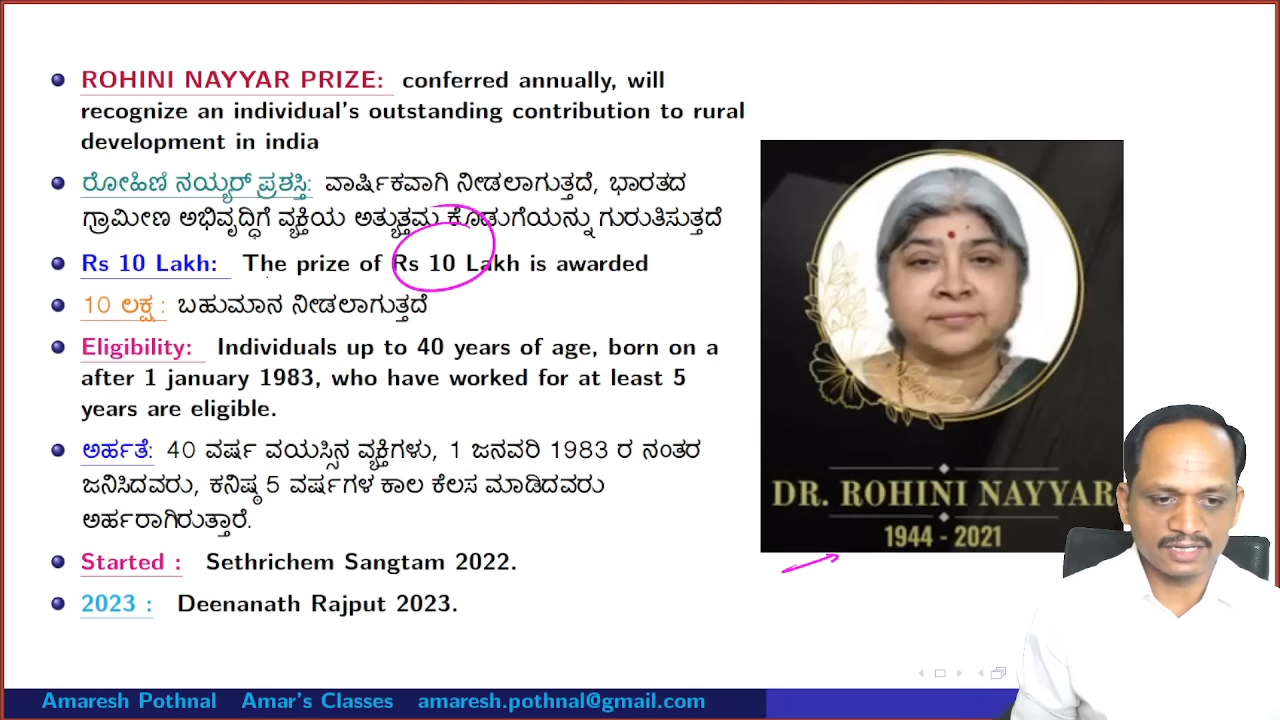 ROHINI NAYYAR PRIZE: conferred annually, will
recognize an individual's outstanding contribution to rural
development in india
ರೋಹಿಣಿ ನಯ್ಯರ್ ಪ್ರಶಸ್ತಿ: ವಾರ್ಷಿಕವಾಗಿ ನೀಡಲಾಗುತ್ತದೆ, ಭಾರತದ
ಗ್ರಾಮೀಣ ಅಭಿವೃದ್ಧಿಗೆ ವ್ಯಕ್ತಿಯ ಅತ್ಯುತ್ತಮ ಕೊಡುಗೆಯನ್ನು ಗುರುತಿಸುತ್ತದೆ
Rs 10 Lakh: The prize of Rs 10 Lakh is awarded
10 ಲಕ್ಷ: ಬಹುಮಾನ ನೀಡಲಾಗುತ್ತದೆ
Eligibility: Individuals up to 40 years of age, born on a
after 1 january 1983, who have worked for at least 5
years are eligible.
ಅರ್ಹತೆ: 40 ವರ್ಷ ವಯಸ್ಸಿನ ವ್ಯಕ್ತಿಗಳು, 1 ಜನವರಿ 1983 ರ ನಂತರ
ಜನಿಸಿದವರು, ಕನಿಷ್ಠ 5 ವರ್ಷಗಳ ಕಾಲ ಕೆಲಸ ಮಾಡಿದವರು
ಅರ್ಹರಾಗಿರುತ್ತಾರೆ.
Started : Sethrichem Sangtam 2022.
2023 : Deenanath Rajput 2023.
DR. ROHINI NAYYAR
1944 - 2021
Amaresh Pothnal Amar's Classes amaresh.pothnal@gmail.com